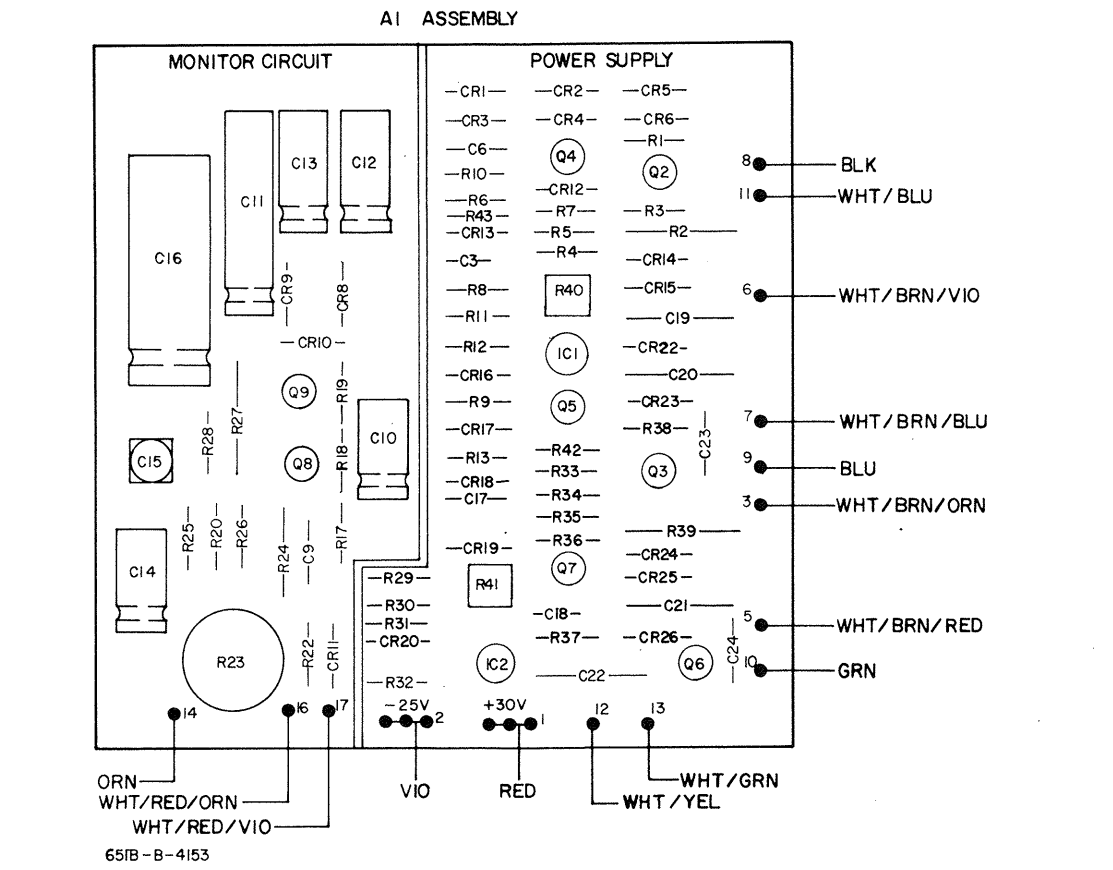 A1 ASSEMBLY
MONITOR CIRCUIT
POWER SUPPLY
CR1 CR2 CR5
CR3 CR4 CR6
R1
C6 Q4
R10 Q2
CR12
R6 R7 R3
R43
CR13 R5 R2
R4
C3 CR14
R8 R40 CR15
R11 C19
R12 IC1 CR22
CR16 C20
R9 Q5 CR23
CR17 R38
C23
R42
R13 R33 Q3
CR18
C17 R34
R35
R39
R36
CR19 CR24
Q7
R41 CR25
C18 C21
R37 CR26
IC2 Q6 C24
C22
C13 C12
C11
C16
CR9 CR8
CR10
Q9 R19
R27
R28 C10
C15 Q8 R18
R25 R20 R26 R24 C9 R17
C14
R29
R30
R31
CR20
R23 R22 CR11
R32
-25V +30V
14 16 17 2 1 12 13
8 BLK
11 WHT/BLU
6 WHT/BRN/VIO
7 WHT/BRN/BLU
9 BLU
3 WHT/BRN/ORN
5 WHT/BRN/RED
10 GRN
ORN
WHT/RED/ORN
WHT/RED/VIO
VIO
RED
WHT/YEL
WHT/GRN
651B-B-4153